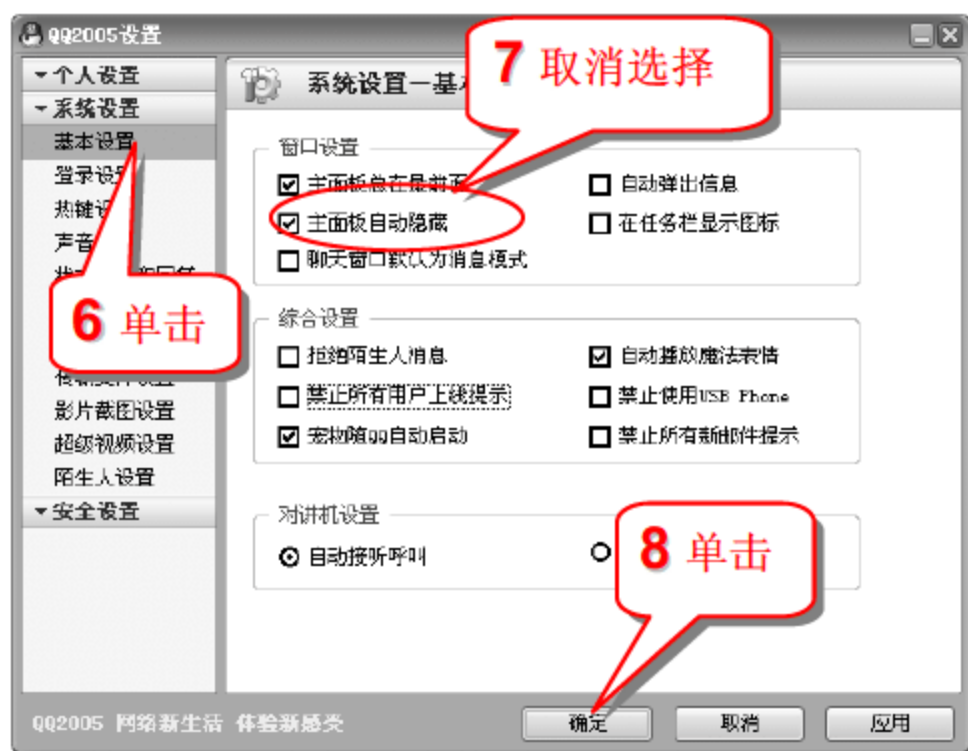 QQ2005设置
个人设置
系统设置
基本设置
登录设
热键设
声音
影片截图设置
超级视频设置
陌生人设置
安全设置
系统设置—基
7 取消选择
窗口设置
主面板总在最前面
自动弹出信息
主面板自动隐藏
在任务栏显示图标
聊天窗口默认为消息模式
6 单击
综合设置
拒绝陌生人消息
自动播放魔法表情
禁止所有用户上线提示
禁止使用USB Phone
宠物随QQ自动启动
禁止所有新邮件提示
对讲机设置
自动接听呼叫
8 单击
QQ2005 网络新生活 体验新感受
确定
取消
应用